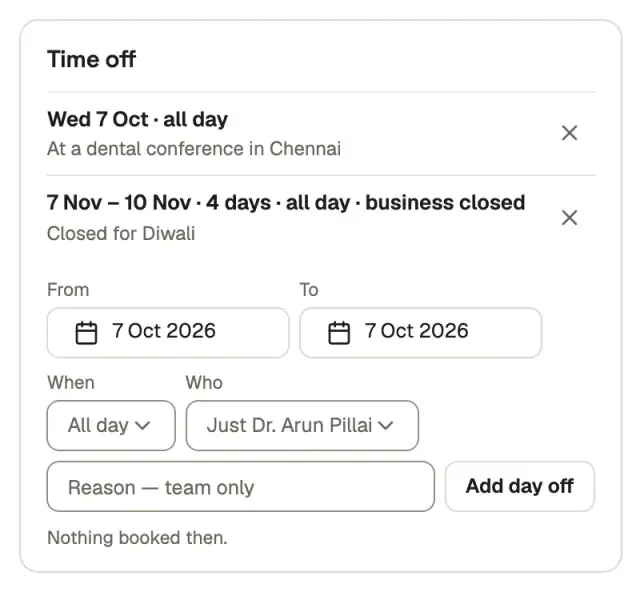 Time off
Wed 7 Oct · all day
At a dental conference in Chennai
7 Nov – 10 Nov · 4 days · all day · business closed
Closed for Diwali
From To
7 Oct 2026 7 Oct 2026
When Who
All day Just Dr. Arun Pillai
Reason — team only Add day off
Nothing booked then.